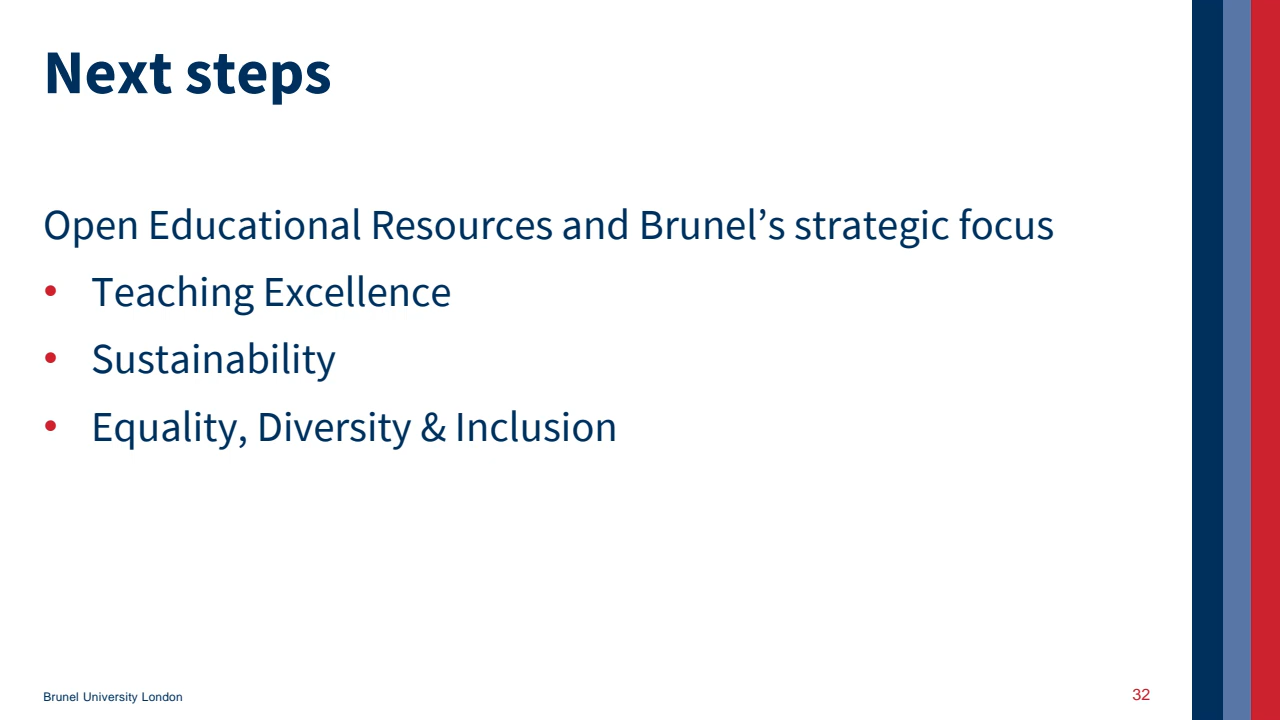 Next steps
Open Educational Resources and Brunel’s strategic focus
• Teaching Excellence
• Sustainability
• Equality, Diversity & Inclusion
Brunel University London
32